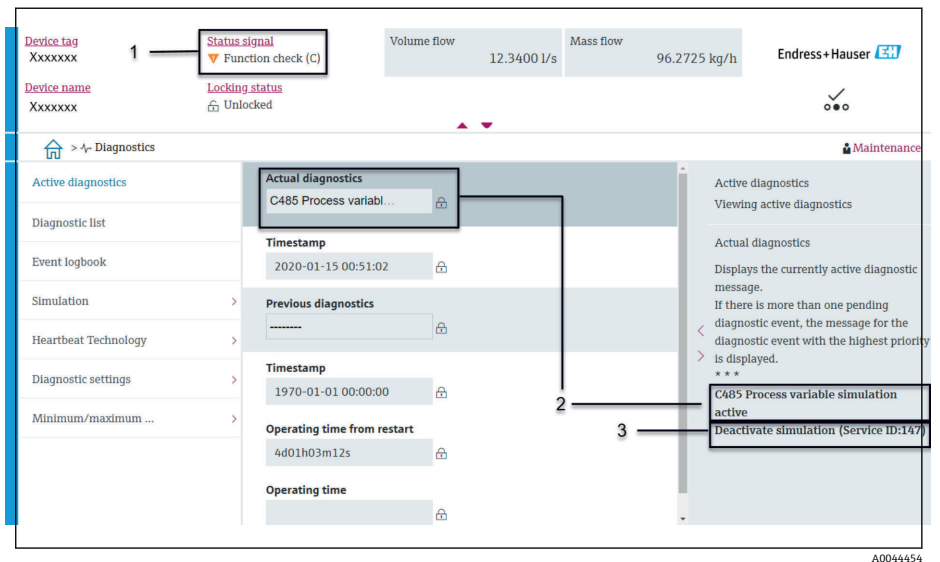 Device tag
Xxxxxxx
1
Status signal
Function check (C)
Volume flow
12.3400 l/s
Mass flow
96.2725 kg/h
Endress+Hauser EH
Device name
Xxxxxxx
Locking status
Unlocked
> Diagnostics
Maintenance
Active diagnostics
Diagnostic list
Event logbook
Simulation >
Heartbeat Technology >
Diagnostic settings >
Minimum/maximum ... >
Actual diagnostics
C485 Process variabl...
Timestamp
2020-01-15 00:51:02
Previous diagnostics
--------
Timestamp
1970-01-01 00:00:00
Operating time from restart
4d01h03m12s
Operating time
2
3
<
>
Active diagnostics
Viewing active diagnostics
Actual diagnostics
Displays the currently active diagnostic
message.
If there is more than one pending
diagnostic event, the message for the
diagnostic event with the highest priority
is displayed.
* * *
C485 Process variable simulation
active
Deactivate simulation (Service ID:147)
A0044454